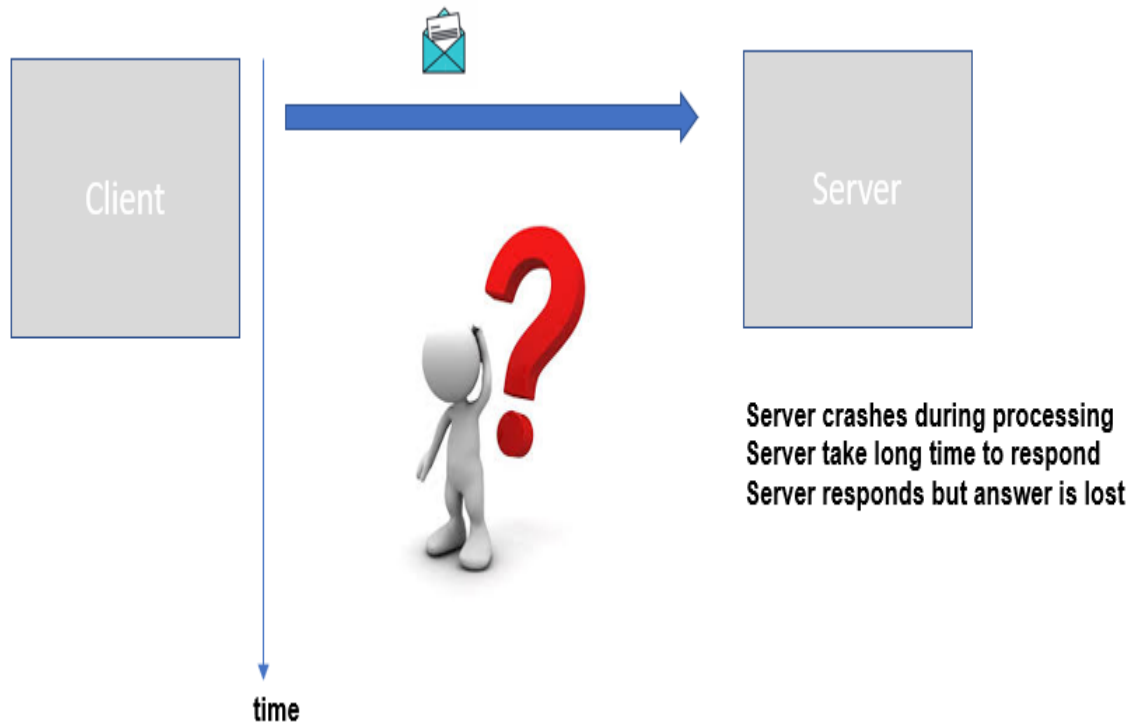 Client
Server
Server crashes during processing
Server take long time to respond
Server responds but answer is lost
time